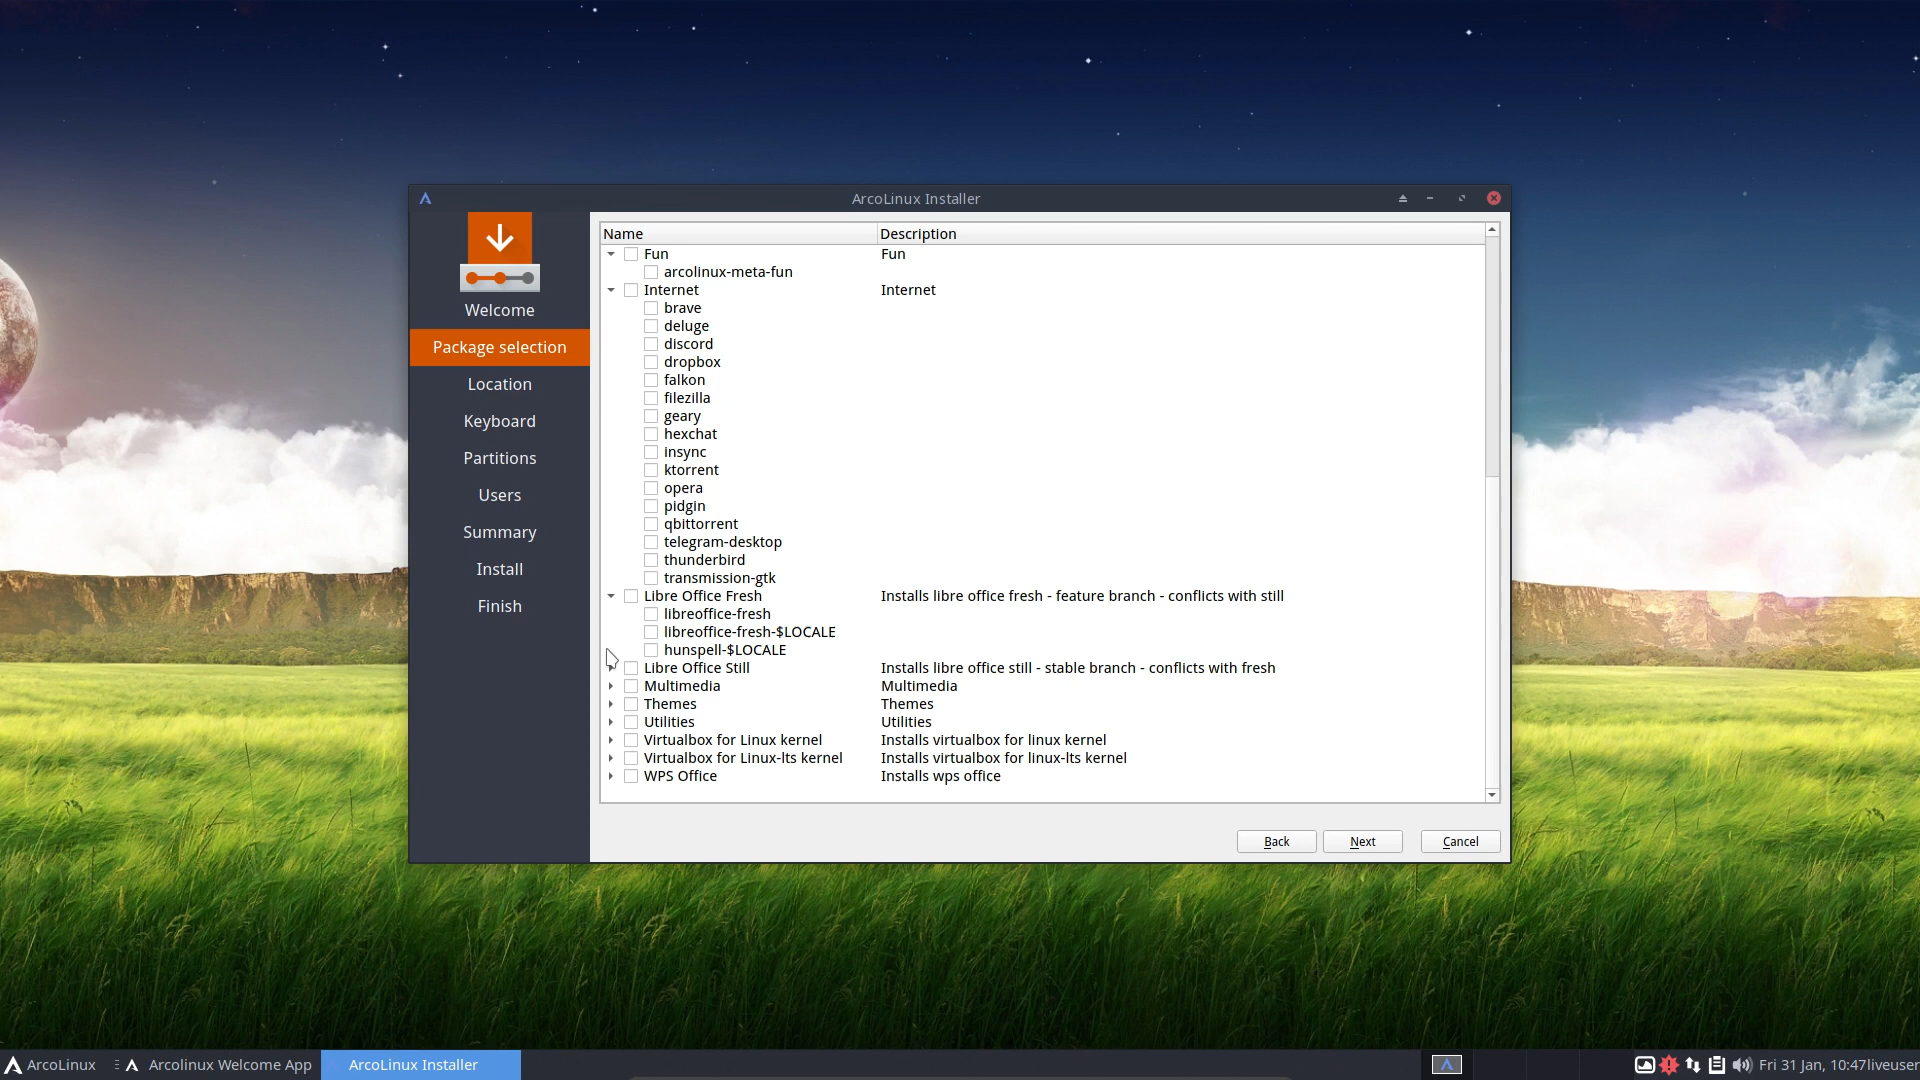 ArcoLinux Installer
Welcome
Package selection
Location
Keyboard
Partitions
Users
Summary
Install
Finish
Name Description
Fun Fun
arcolinux-meta-fun
Internet Internet
brave
deluge
discord
dropbox
falkon
filezilla
geary
hexchat
insync
ktorrent
opera
pidgin
qbittorrent
telegram-desktop
thunderbird
transmission-gtk
Libre Office Fresh Installs libre office fresh - feature branch - conflicts with still
libreoffice-fresh
libreoffice-fresh-$LOCALE
hunspell-$LOCALE
Libre Office Still Installs libre office still - stable branch - conflicts with fresh
Multimedia Multimedia
Themes Themes
Utilities Utilities
Virtualbox for Linux kernel Installs virtualbox for linux kernel
Virtualbox for Linux-lts kernel Installs virtualbox for linux-lts kernel
WPS Office Installs wps office
Back Next Cancel
ArcoLinux Arcolinux Welcome App ArcoLinux Installer Fri 31 Jan, 10:47 liveuser